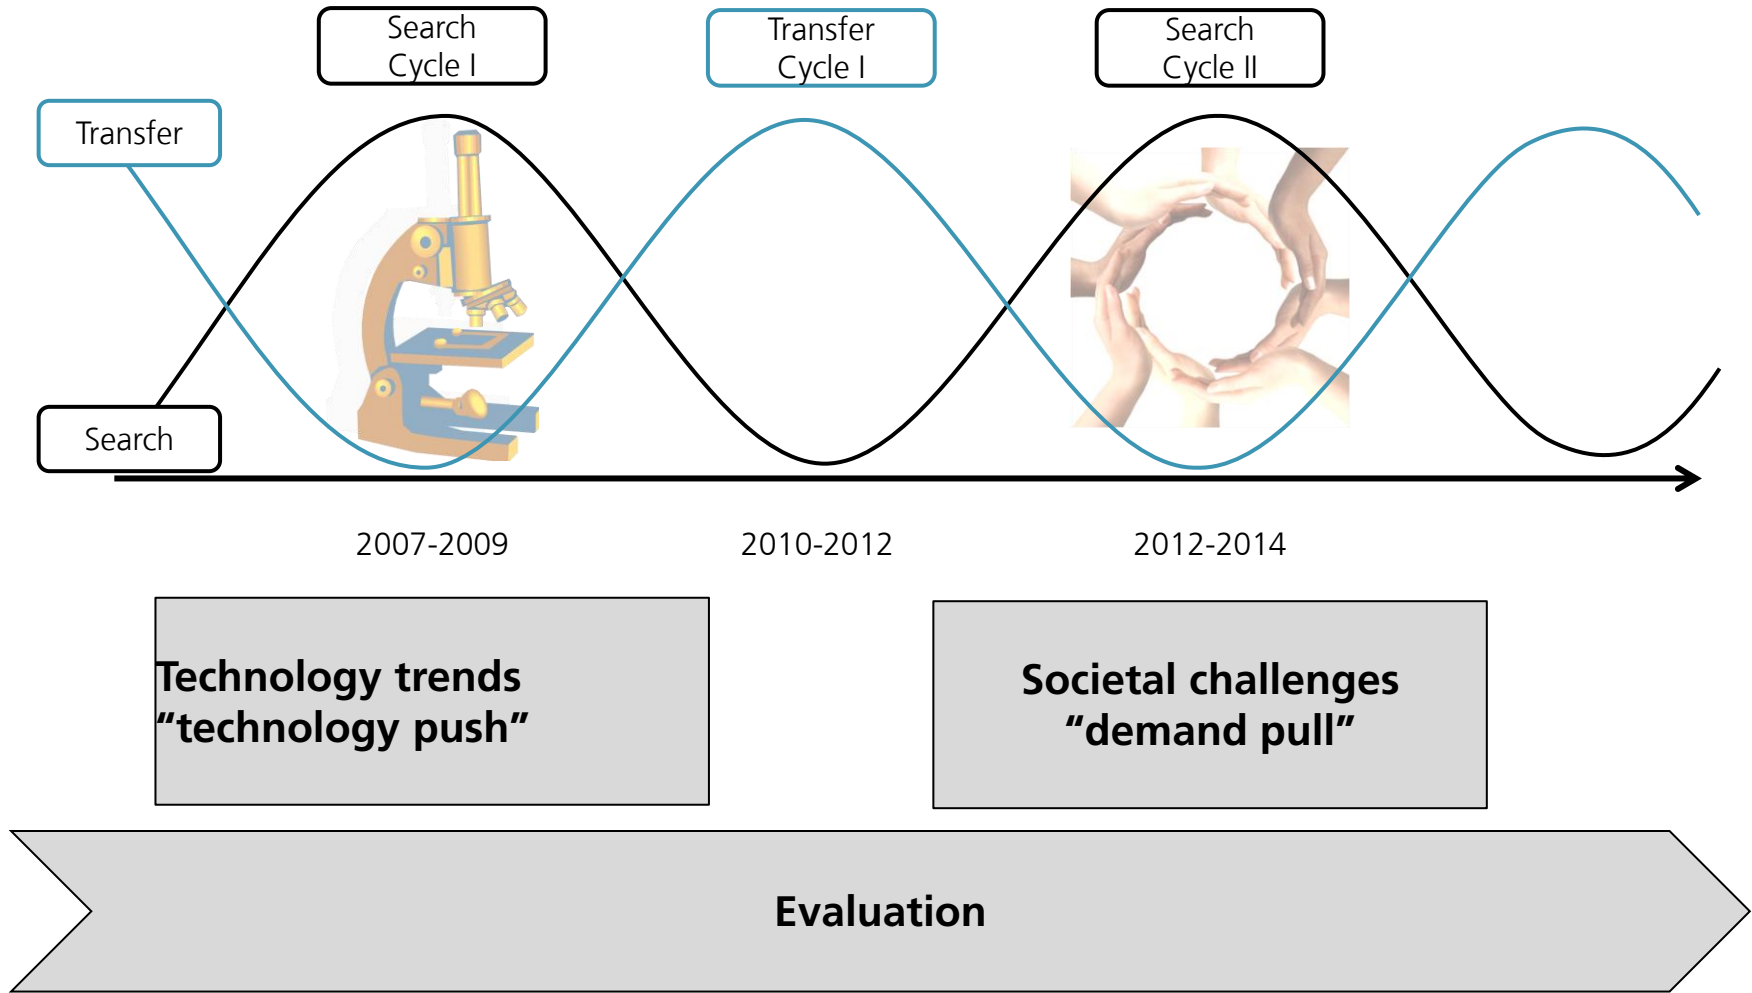 Search
Cycle I
Transfer
Cycle I
Search
Cycle II
Transfer
Search
2007-2009
2010-2012
2012-2014
Technology trends
“technology push”
Societal challenges
“demand pull”
Evaluation